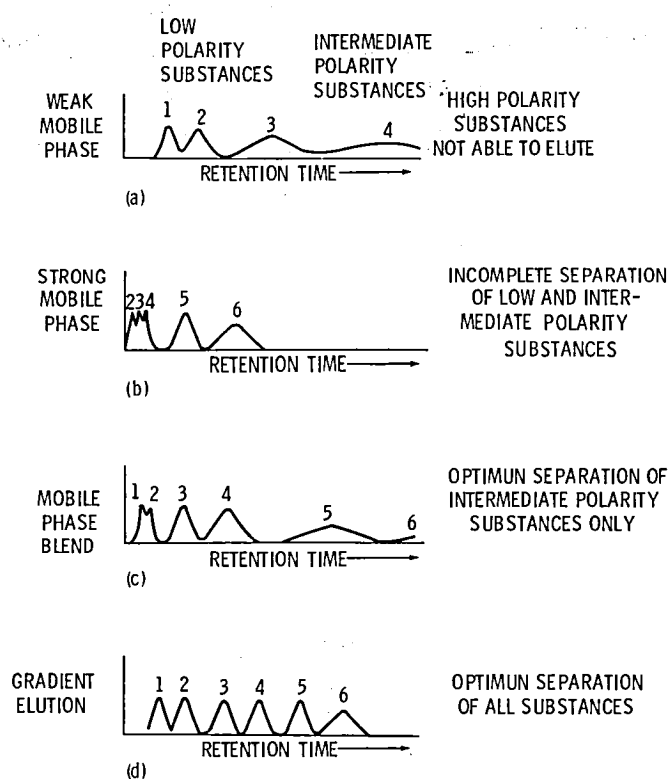 LOW
POLARITY
SUBSTANCES
INTERMEDIATE
POLARITY
SUBSTANCES
WEAK
MOBILE
PHASE
1 2 3 4
HIGH POLARITY
SUBSTANCES
NOT ABLE TO ELUTE
RETENTION TIME
(a)
STRONG
MOBILE
PHASE
234 5 6
INCOMPLETE SEPARATION
OF LOW AND INTER-
MEDIATE POLARITY
SUBSTANCES
RETENTION TIME
(b)
MOBILE
PHASE
BLEND
1 2 3 4 5 6
OPTIMUN SEPARATION OF
INTERMEDIATE POLARITY
SUBSTANCES ONLY
RETENTION TIME
(c)
GRADIENT
ELUTION
1 2 3 4 5 6
OPTIMUN SEPARATION
OF ALL SUBSTANCES
RETENTION TIME
(d)